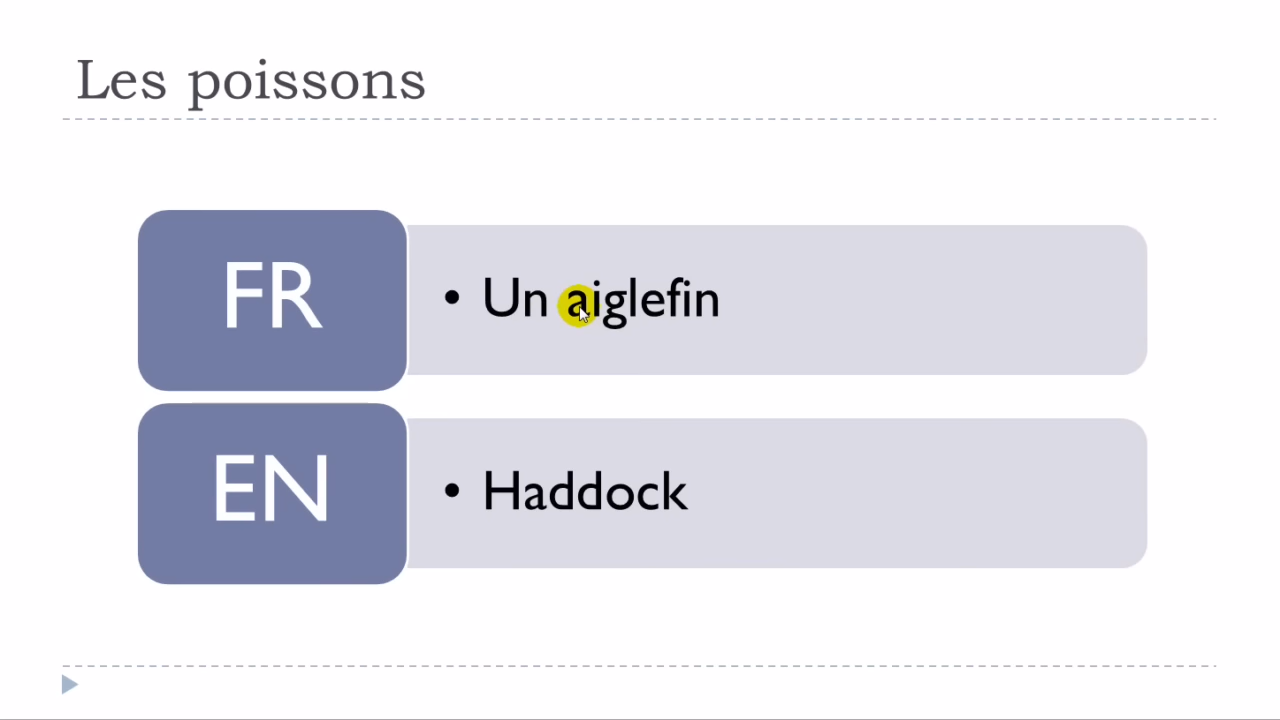 Les poissons
FR
• Un aiglefin
EN
• Haddock